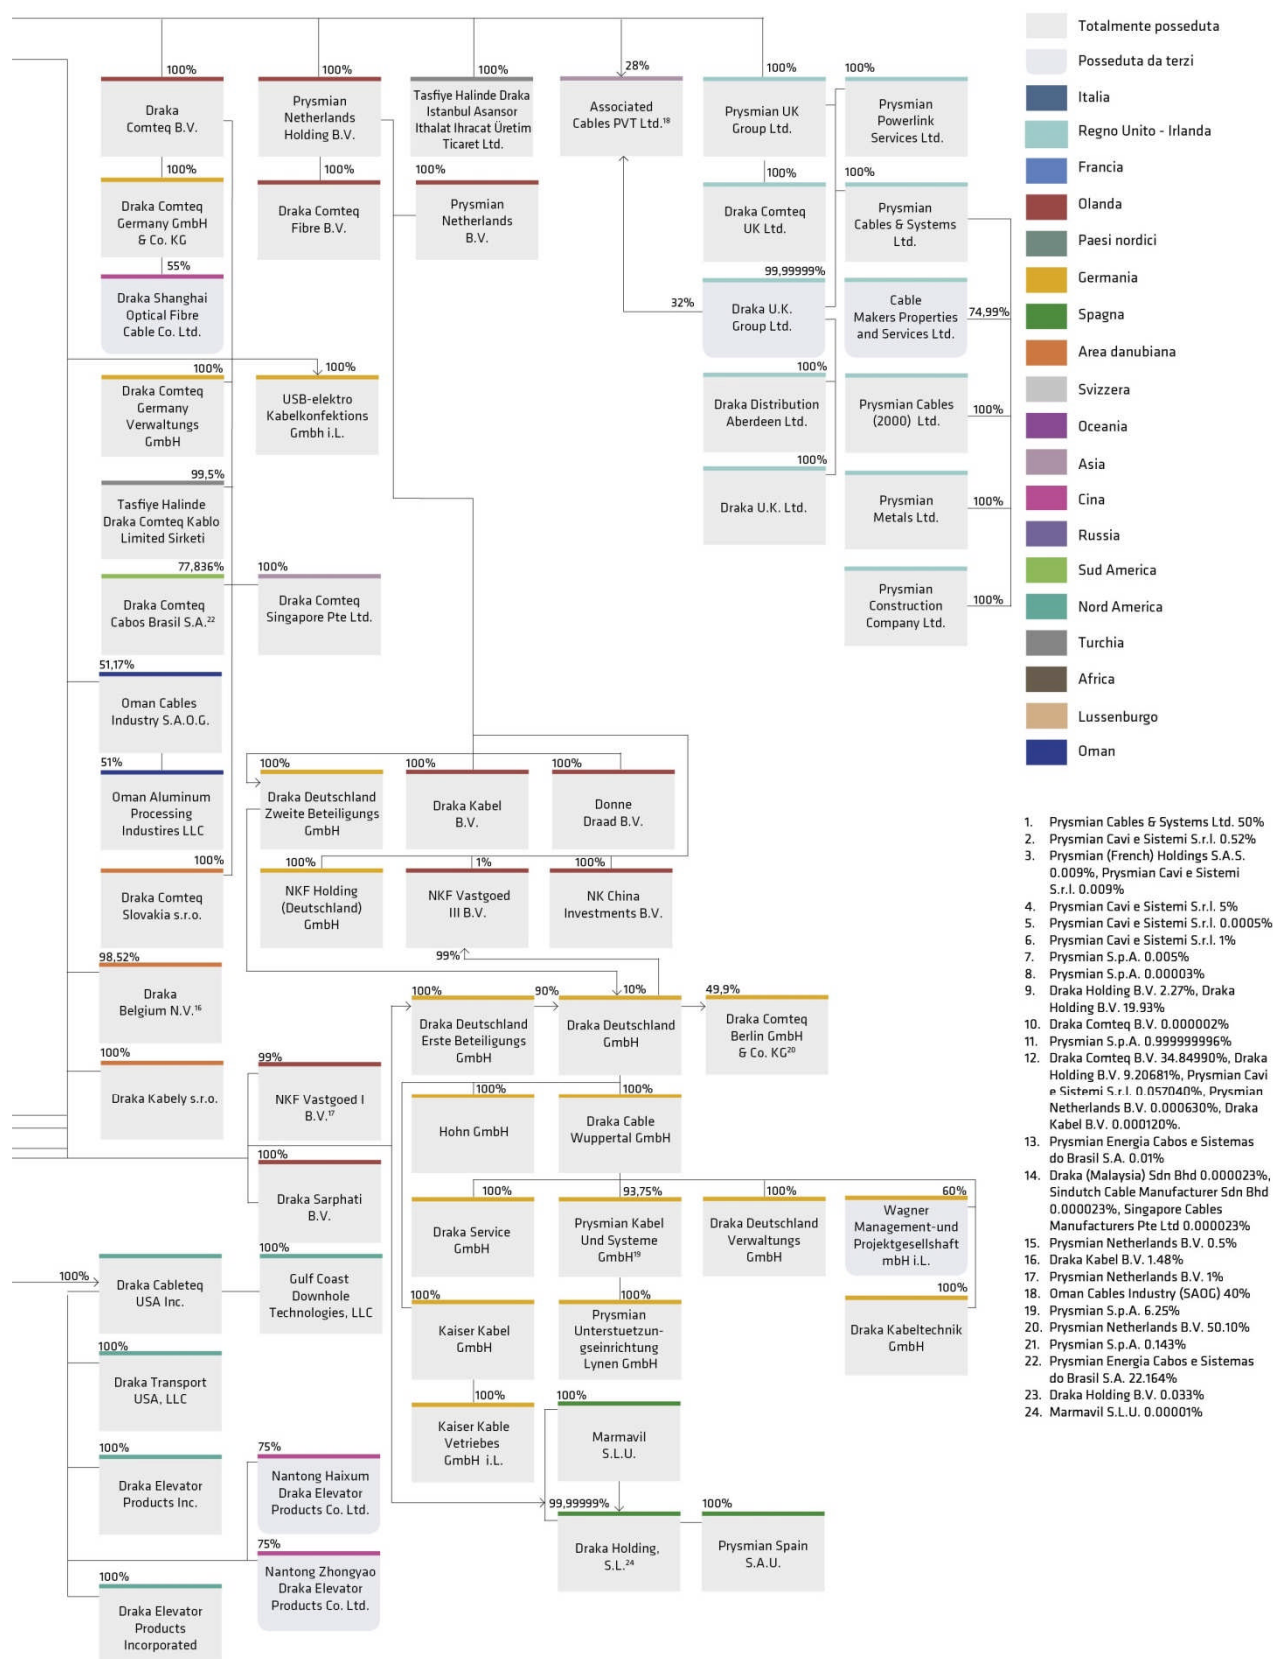 100%
Draka
Comteq B.V.
100%
Prysmian
Netherlands
Holding B.V.
100%
Tasfiye Halinde Draka
Istanbul Asansor
Ithalat Ihracat Üretim
Ticaret Ltd.
28%
Associated
Cables PVT Ltd.¹⁸
100%
Prysmian UK
Group Ltd.
100%
Prysmian
Powerlink
Services Ltd.
100%
Draka Comteq
Germany GmbH
& Co. KG
100%
Draka Comteq
Fibre B.V.
100%
Prysmian
Netherlands
B.V.
100%
Draka Comteq
UK Ltd.
100%
Prysmian
Cables & Systems
Ltd.
55%
Draka Shanghai
Optical Fibre
Cable Co. Ltd.
32%
99,99999%
Draka U.K.
Group Ltd.
Cable
Makers Properties
and Services Ltd.
74,99%
100%
Draka Comteq
Germany
Verwaltungs
GmbH
100%
USB-elektro
Kabelkonfektions
Gmbh i.L.
100%
Draka Distribution
Aberdeen Ltd.
Prysmian Cables
(2000) Ltd.
100%
99,5%
Tasfiye Halinde
Draka Comteq Kablo
Limited Sirketi
100%
Draka U.K. Ltd.
Prysmian
Metals Ltd.
100%
77,836%
Draka Comteq
Cabos Brasil S.A.²²
100%
Draka Comteq
Singapore Pte Ltd.
Prysmian
Construction
Company Ltd.
100%
51,17%
Oman Cables
Industry S.A.O.G.
51%
Oman Aluminum
Processing
Industires LLC
100%
Draka Deutschland
Zweite Beteiligungs
GmbH
100%
Draka Kabel
B.V.
100%
Donne
Draad B.V.
100%
Draka Comteq
Slovakia s.r.o.
100%
NKF Holding
(Deutschland)
GmbH
1%
NKF Vastgoed
III B.V.
99%
100%
NK China
Investments B.V.
98,52%
Draka
Belgium N.V.¹⁶
100%
Draka Deutschland
Erste Beteiligungs
GmbH
90%
10%
Draka Deutschland
GmbH
49,9%
Draka Comteq
Berlin GmbH
& Co. KG²⁰
100%
Draka Kabely s.r.o.
99%
NKF Vastgoed I
B.V.¹⁷
100%
Hohn GmbH
100%
Draka Cable
Wuppertal GmbH
100%
Draka Sarphati
B.V.
100%
Draka Service
GmbH
93,75%
Prysmian Kabel
Und Systeme
GmbH¹⁹
100%
Draka Deutschland
Verwaltungs
GmbH
60%
Wagner
Management-und
Projektgesellshaft
mbH i.L.
100%
Draka Cableteq
USA Inc.
100%
Gulf Coast
Downhole
Technologies, LLC
100%
Kaiser Kabel
GmbH
100%
Prysmian
Unterstuetzun-
gseinrichtung
Lynen GmbH
100%
Draka Kabeltechnik
GmbH
100%
Draka Transport
USA, LLC
100%
Kaiser Kable
Vetriebes
GmbH i.L.
100%
Marmavil
S.L.U.
100%
Draka Elevator
Products Inc.
75%
Nantong Haixum
Draka Elevator
Products Co. Ltd.
99,99999%
Draka Holding,
S.L.²⁴
100%
Prysmian Spain
S.A.U.
100%
Draka Elevator
Products
Incorporated
75%
Nantong Zhongyao
Draka Elevator
Products Co. Ltd.
Totalmente posseduta
Posseduta da terzi
Italia
Regno Unito - Irlanda
Francia
Olanda
Paesi nordici
Germania
Spagna
Area danubiana
Svizzera
Oceania
Asia
Cina
Russia
Sud America
Nord America
Turchia
Africa
Lussenburgo
Oman
1. Prysmian Cables & Systems Ltd. 50%
2. Prysmian Cavi e Sistemi S.r.l. 0.52%
3. Prysmian (French) Holdings S.A.S.
0.009%, Prysmian Cavi e Sistemi
S.r.l. 0.009%
4. Prysmian Cavi e Sistemi S.r.l. 5%
5. Prysmian Cavi e Sistemi S.r.l. 0.0005%
6. Prysmian Cavi e Sistemi S.r.l. 1%
7. Prysmian S.p.A. 0.005%
8. Prysmian S.p.A. 0.00003%
9. Draka Holding B.V. 2.27%, Draka
Holding B.V. 19.93%
10. Draka Comteq B.V. 0.000002%
11. Prysmian S.p.A. 0.999999996%
12. Draka Comteq B.V. 34.84990%, Draka
Holding B.V. 9.20681%, Prysmian Cavi
e Sistemi S.r.l. 0.057040%, Prysmian
Netherlands B.V. 0.000630%, Draka
Kabel B.V. 0.000120%.
13. Prysmian Energia Cabos e Sistemas
do Brasil S.A. 0.01%
14. Draka (Malaysia) Sdn Bhd 0.000023%,
Sindutch Cable Manufacturer Sdn Bhd
0.000023%, Singapore Cables
Manufacturers Pte Ltd 0.000023%
15. Prysmian Netherlands B.V. 0.5%
16. Draka Kabel B.V. 1.48%
17. Prysmian Netherlands B.V. 1%
18. Oman Cables Industry (SAOG) 40%
19. Prysmian S.p.A. 6.25%
20. Prysmian Netherlands B.V. 50.10%
21. Prysmian S.p.A. 0.143%
22. Prysmian Energia Cabos e Sistemas
do Brasil S.A. 22.164%
23. Draka Holding B.V. 0.033%
24. Marmavil S.L.U. 0.00001%